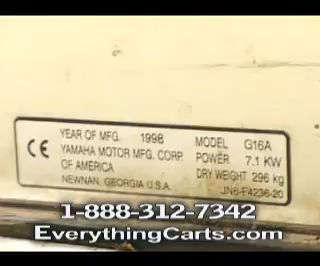 CE
YEAR OF MFG. 1998 MODEL G16A
YAMAHA MOTOR MFG. CORP. POWER 7.1 KW
OF AMERICA DRY WEIGHT 296 kg
NEWNAN, GEORGIA U.S.A. JN6-F4236-20
1-888-312-7342
EverythingCarts.com